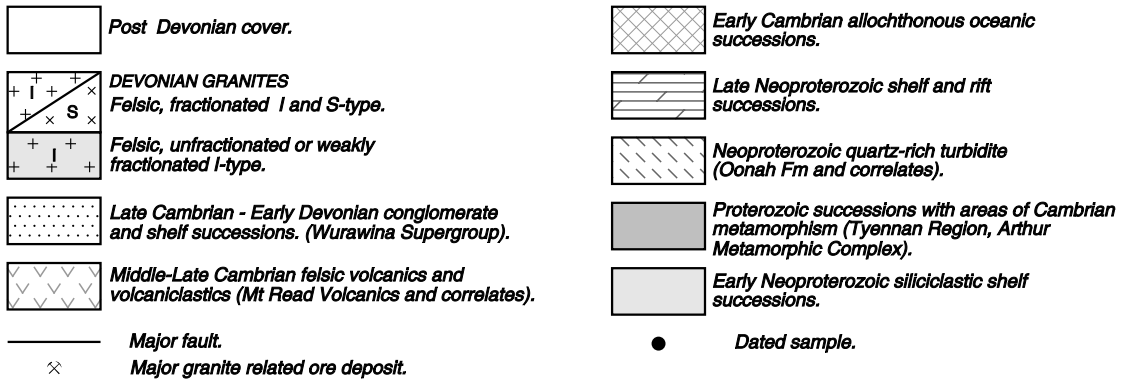 Post Devonian cover.
DEVONIAN GRANITES
I
S
Felsic, fractionated I and S-type.
I
Felsic, unfractionated or weakly
fractionated I-type.
Late Cambrian - Early Devonian conglomerate
and shelf successions. (Wurawina Supergroup).
Middle-Late Cambrian felsic volcanics and
volcaniclastics (Mt Read Volcanics and correlates).
Major fault.
Major granite related ore deposit.
Early Cambrian allochthonous oceanic
successions.
Late Neoproterozoic shelf and rift
successions.
Neoproterozoic quartz-rich turbidite
(Oonah Fm and correlates).
Proterozoic successions with areas of Cambrian
metamorphism (Tyennan Region, Arthur
Metamorphic Complex).
Early Neoproterozoic siliciclastic shelf
successions.
Dated sample.